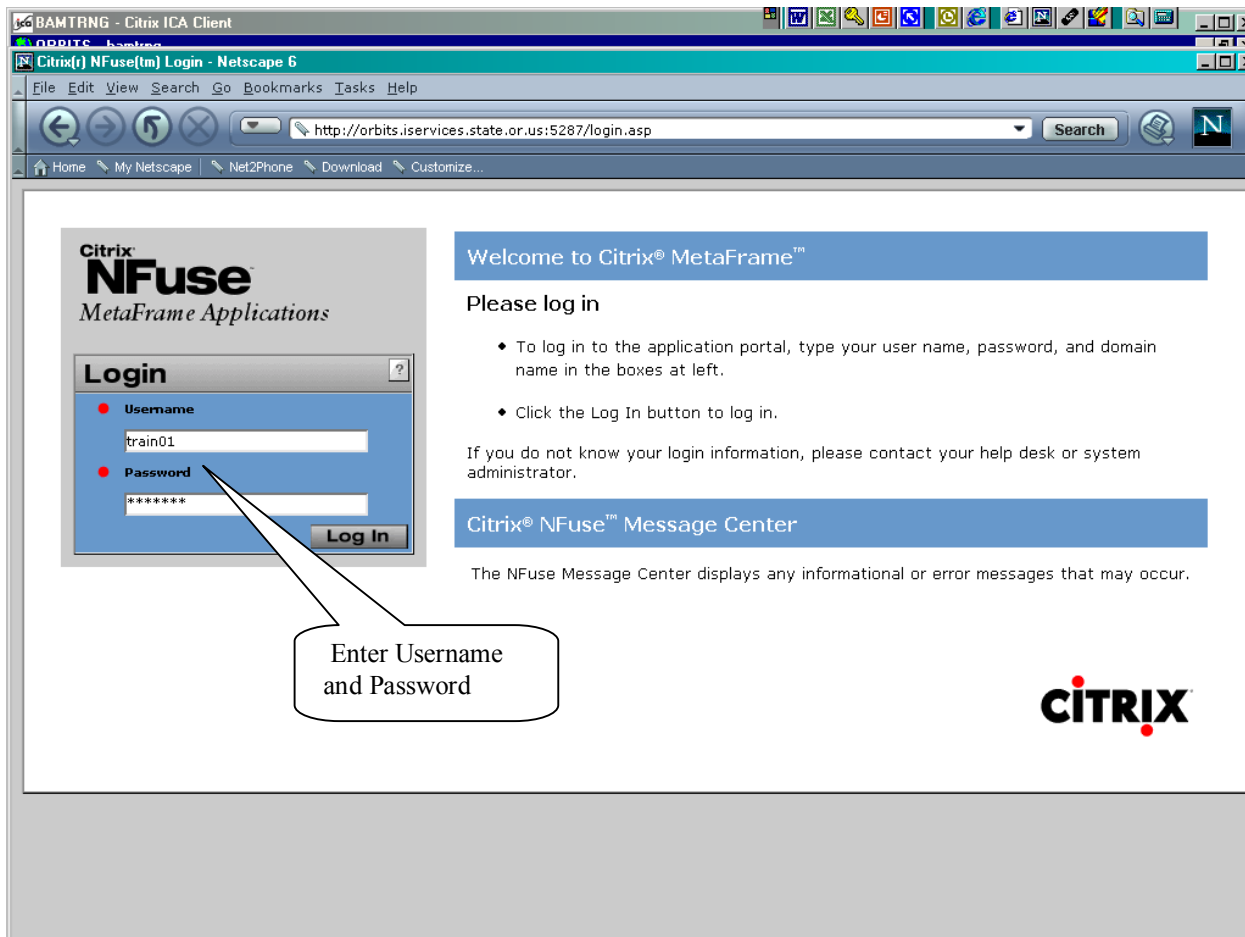 BAMTRNG - Citrix ICA Client
ORBITS - bamtrng
Citrix(r) NFuse(tm) Login - Netscape 6
File Edit View Search Go Bookmarks Tasks Help
http://orbits.iservices.state.or.us:5287/login.asp
Search
N
Home My Netscape Net2Phone Download Customize...
Citrix
NFuse
MetaFrame Applications
Login
?
Username
train01
Password
*******
Log In
Welcome to Citrix® MetaFrame™
Please log in
• To log in to the application portal, type your user name, password, and domain
name in the boxes at left.
• Click the Log In button to log in.
If you do not know your login information, please contact your help desk or system
administrator.
Citrix® NFuse™ Message Center
The NFuse Message Center displays any informational or error messages that may occur.
Enter Username
and Password
CITRIX